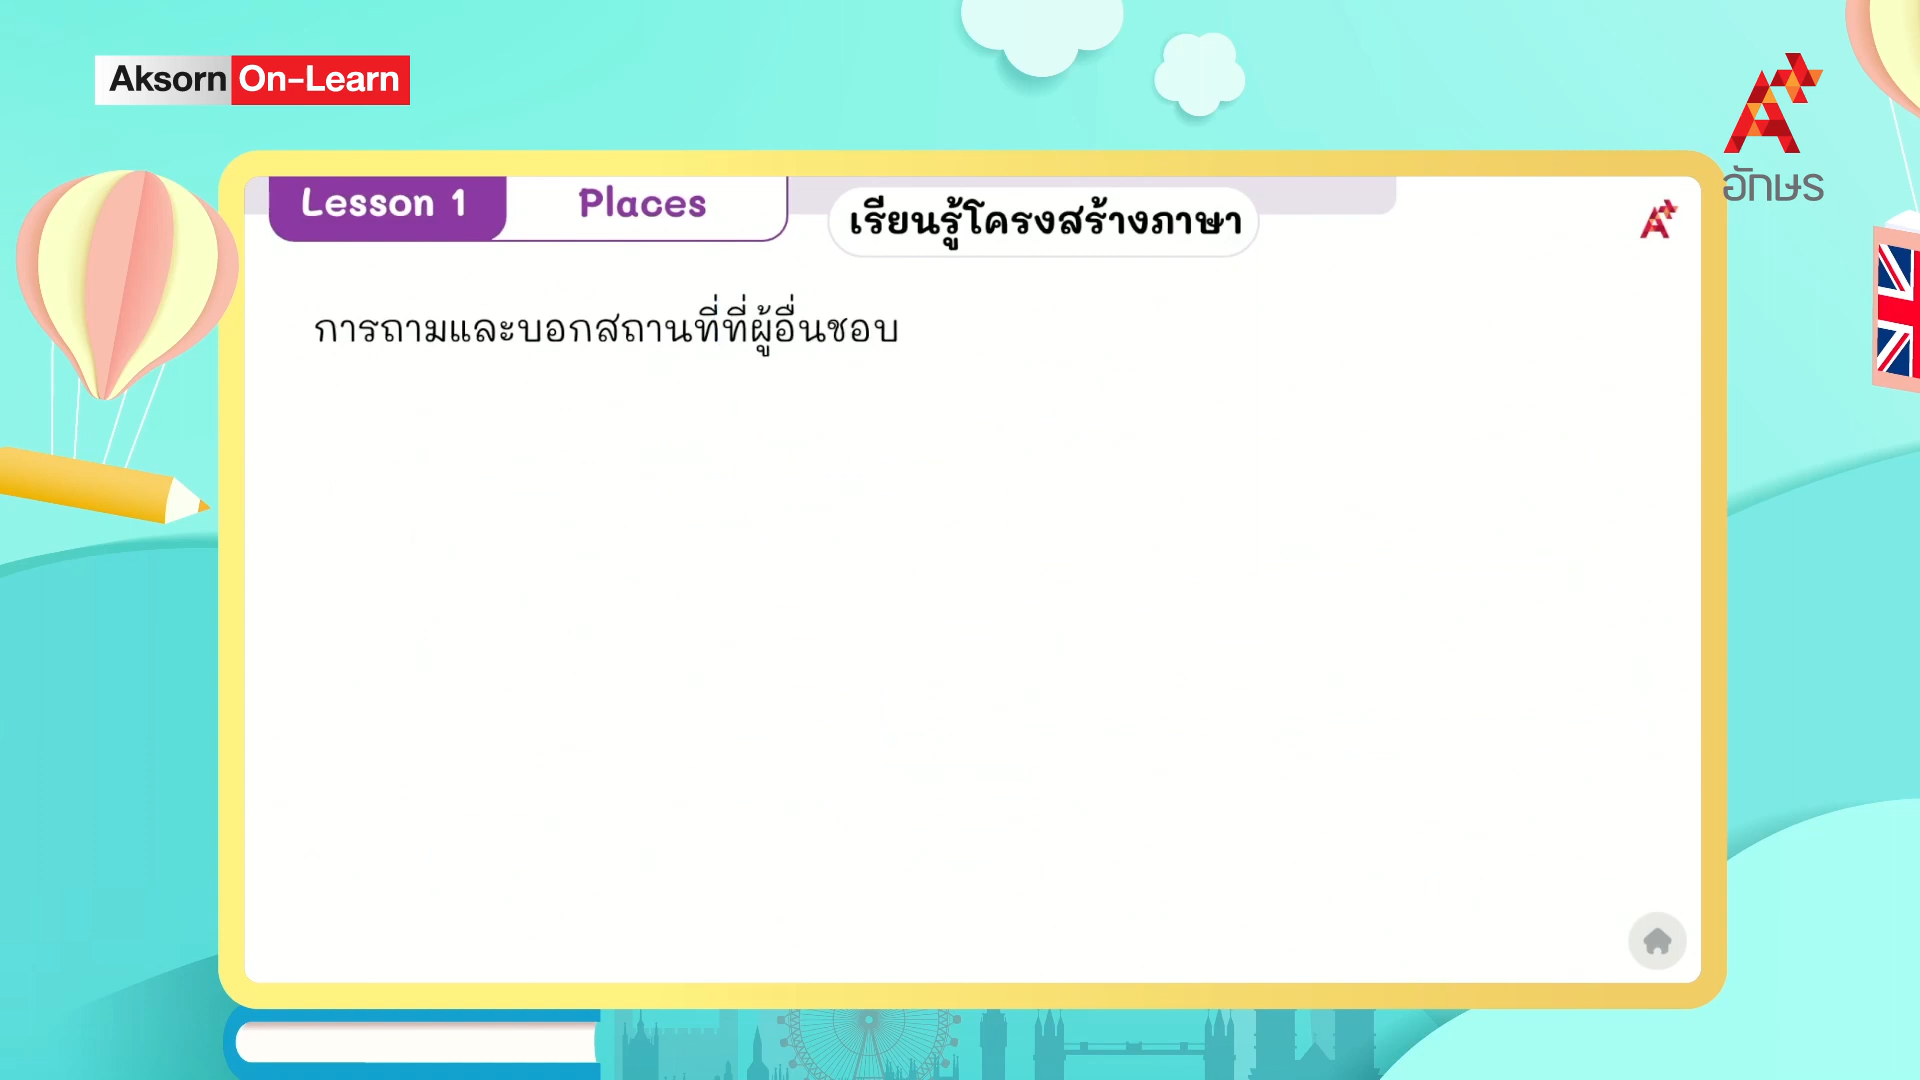 Aksorn On-Learn
อักษร
Lesson 1
Places
เรียนรู้โครงสร้างภาษา
การถามและบอกสถานที่ที่ผู้อื่นชอบ